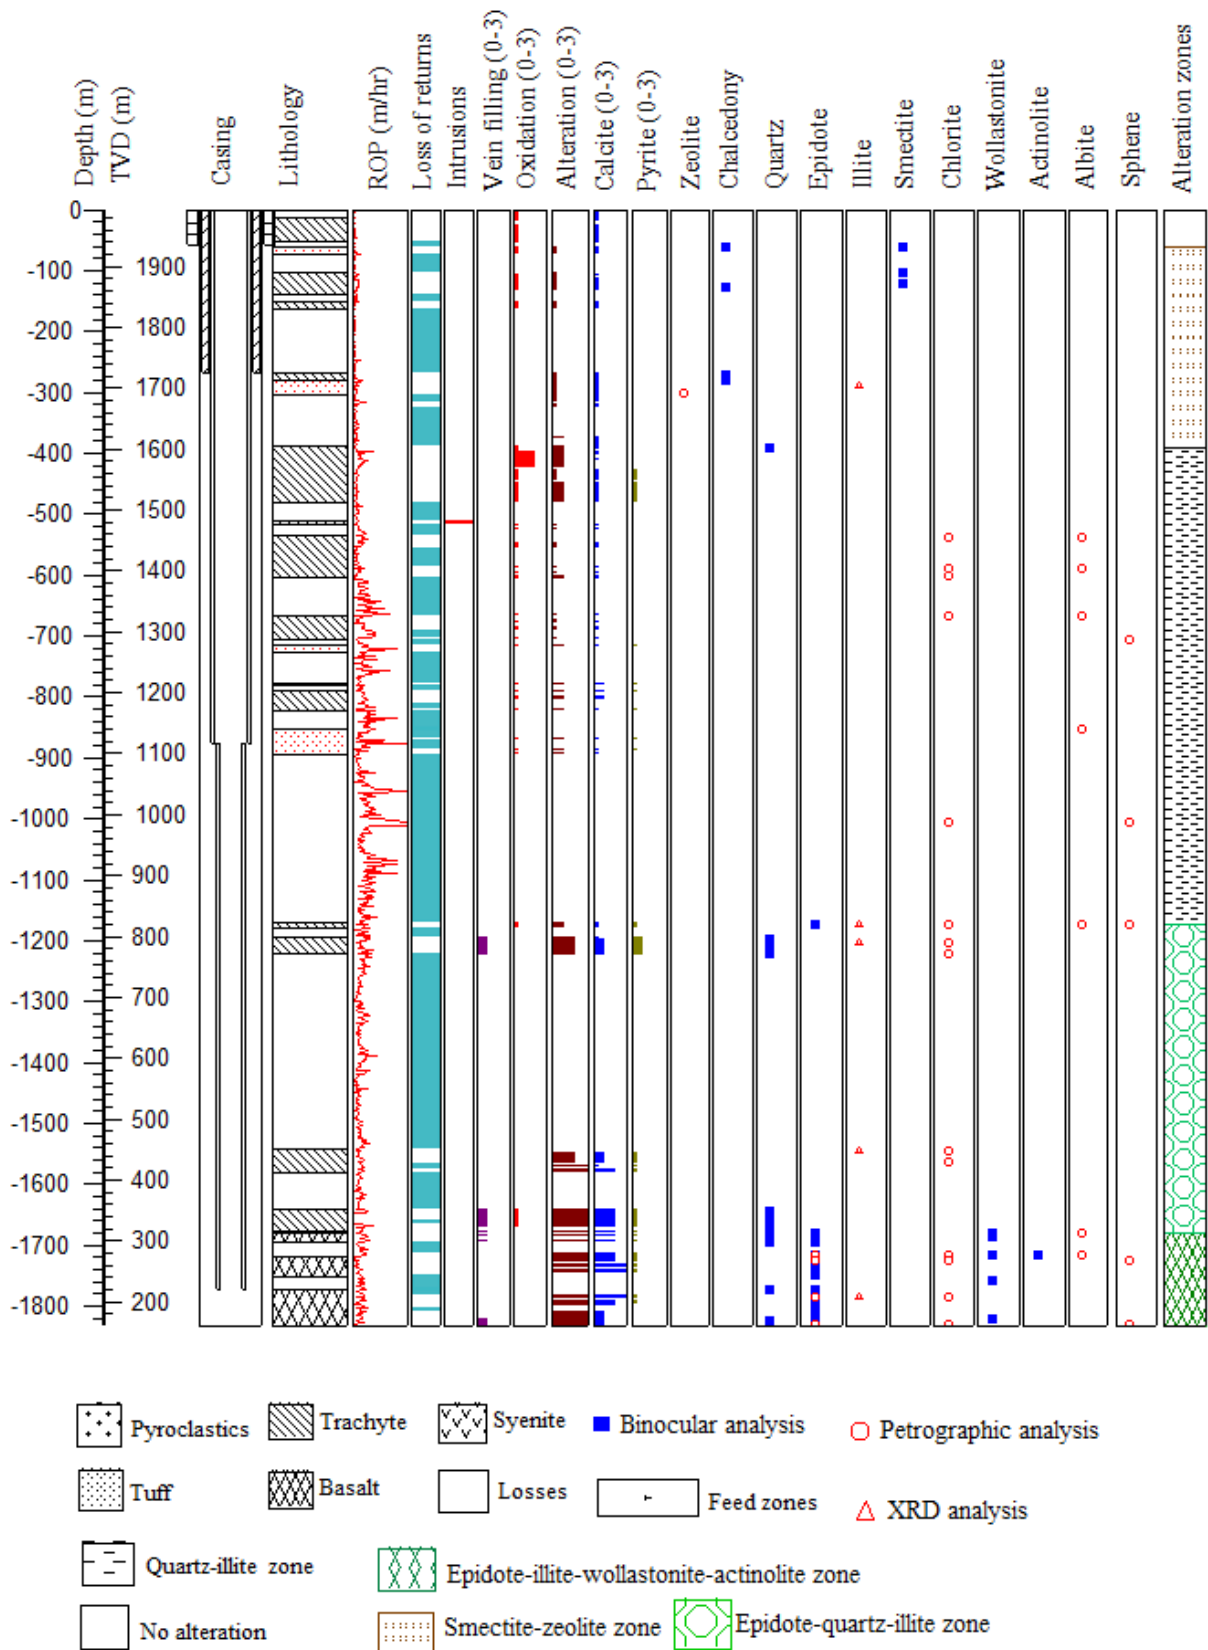 Depth (m)
TVD (m)
Casing
Lithology
ROP (m/hr)
Loss of returns
Intrusions
Vein filling (0-3)
Oxidation (0-3)
Alteration (0-3)
Calcite (0-3)
Pyrite (0-3)
Zeolite
Chalcedony
Quartz
Epidote
Illite
Smectite
Chlorite
Wollastonite
Actinolite
Albite
Sphene
Alteration zones
0
1900
-100
1800
-200
1700
-300
1600
-400
1500
-500
1400
-600
1300
-700
1200
-800
1100
-900
1000
-1000
900
-1100
800
-1200
700
-1300
600
-1400
500
-1500
400
-1600
300
-1700
200
-1800
Pyroclastics
Trachyte
Syenite
Binocular analysis
Petrographic analysis
Tuff
Basalt
Losses
Feed zones
XRD analysis
Quartz-illite zone
Epidote-illite-wollastonite-actinolite zone
No alteration
Smectite-zeolite zone
Epidote-quartz-illite zone